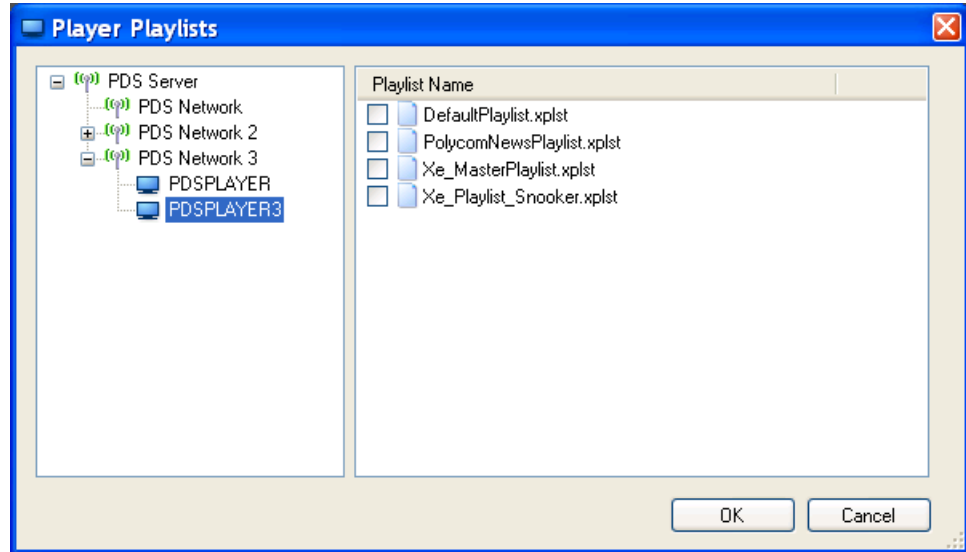 Player Playlists
PDS Server
PDS Network
PDS Network 2
PDS Network 3
PDSPLAYER
PDSPLAYER3
Playlist Name
DefaultPlaylist.xplst
PolycomNewsPlaylist.xplst
Xe_MasterPlaylist.xplst
Xe_Playlist_Snooker.xplst
OK
Cancel